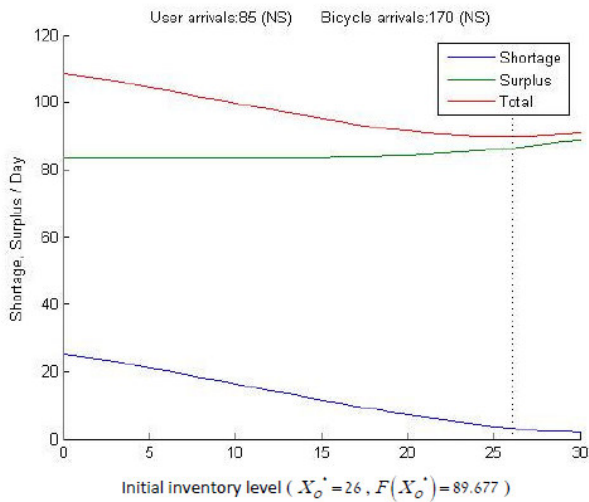 User arrivals:85 (NS) Bicycle arrivals:170 (NS)
120
100
80
60
40
20
0
Shortage, Surplus / Day
Shortage
Surplus
Total
0 5 10 15 20 25 30
Initial inventory level ( X_o^* = 26 , F(X_o^*) = 89.677 )